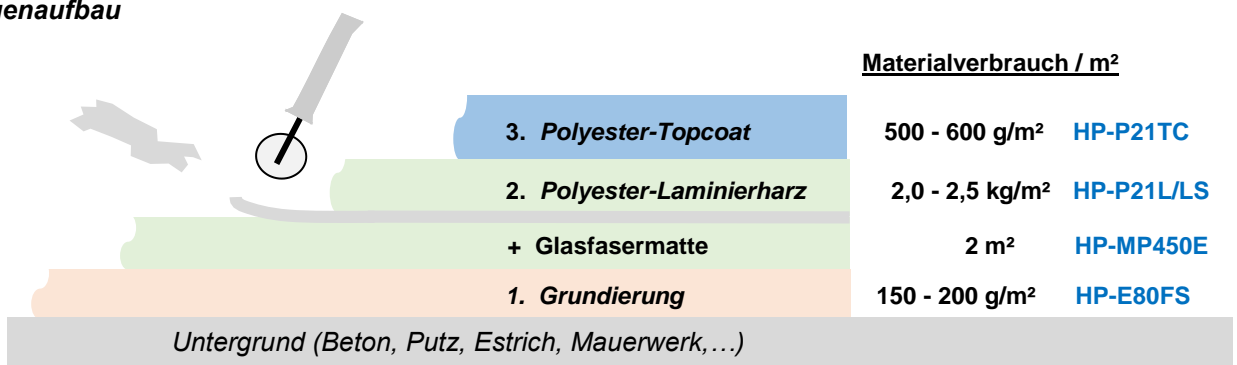 enaufbau
Materialverbrauch / m²
3. Polyester-Topcoat 500 - 600 g/m² HP-P21TC
2. Polyester-Laminierharz 2,0 - 2,5 kg/m² HP-P21L/LS
+ Glasfasermatte 2 m² HP-MP450E
1. Grundierung 150 - 200 g/m² HP-E80FS
Untergrund (Beton, Putz, Estrich, Mauerwerk,…)